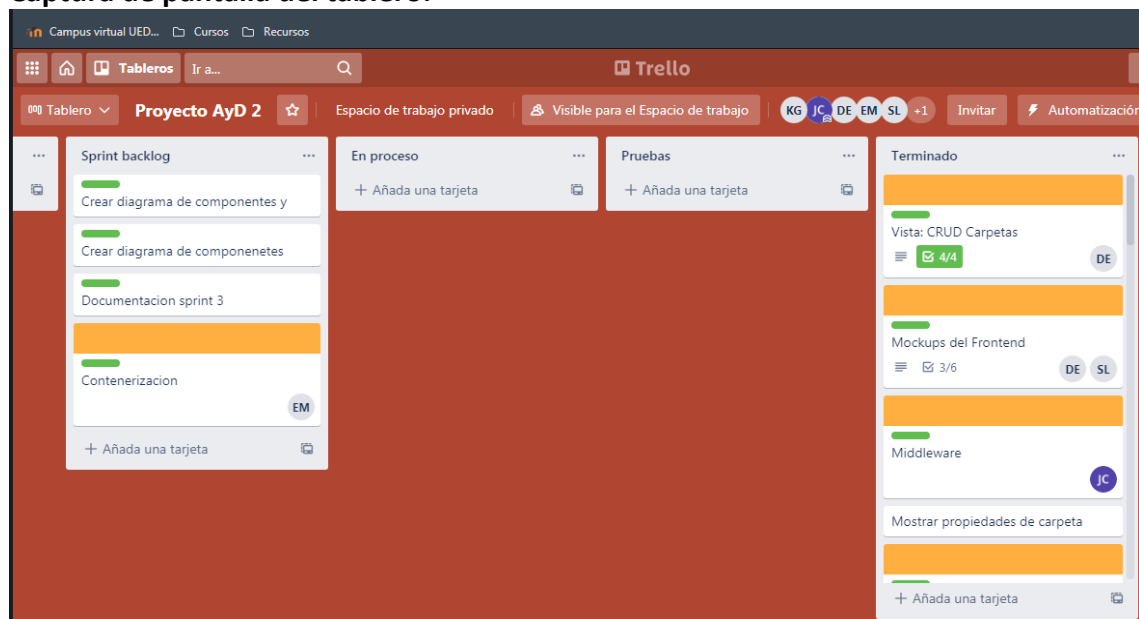 Captura de pantalla del tablero:
Campus virtual UED... Cursos Recursos
Tableros Ir a... Trello
Tablero Proyecto AyD 2 Espacio de trabajo privado Visible para el Espacio de trabajo KG JC DE EM SL +1 Invitar Automatización
... Sprint backlog ... En proceso ... Pruebas ... Terminado ...
Crear diagrama de componentes y
Crear diagrama de componenetes
Documentacion sprint 3
Contenerizacion
EM
+ Añada una tarjeta
+ Añada una tarjeta
+ Añada una tarjeta
Vista: CRUD Carpetas
4/4 DE
Mockups del Frontend
3/6 DE SL
Middleware
JC
Mostrar propiedades de carpeta
+ Añada una tarjeta